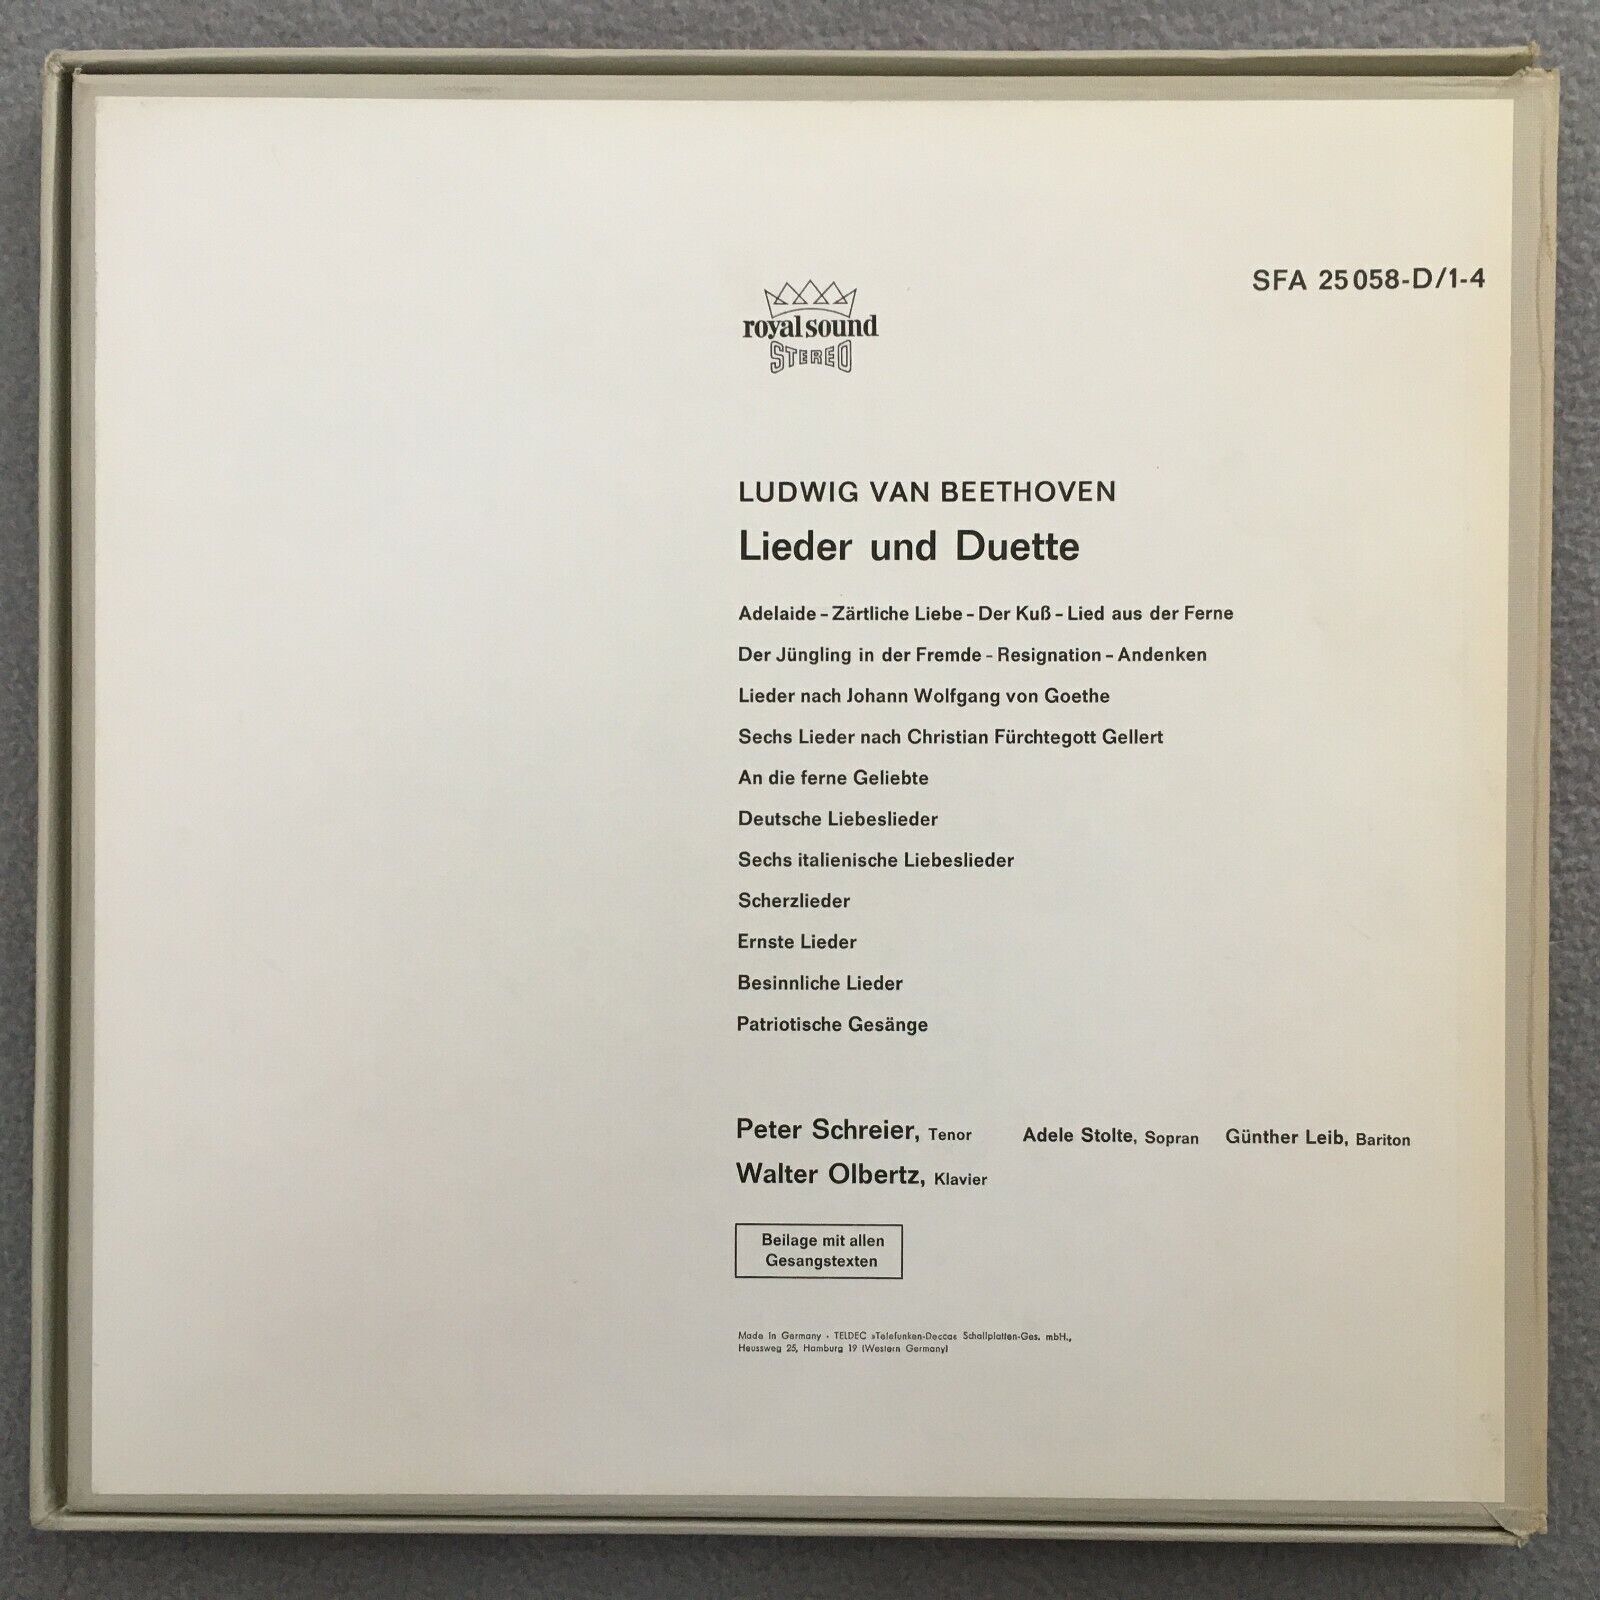 SFA 25058-D/1-4
royal sound
STEREO
LUDWIG VAN BEETHOVEN
Lieder und Duette
Adelaide – Zärtliche Liebe – Der Kuß – Lied aus der Ferne
Der Jüngling in der Fremde – Resignation – Andenken
Lieder nach Johann Wolfgang von Goethe
Sechs Lieder nach Christian Fürchtegott Gellert
An die ferne Geliebte
Deutsche Liebeslieder
Sechs italienische Liebeslieder
Scherzlieder
Ernste Lieder
Besinnliche Lieder
Patriotische Gesänge
Peter Schreier, Tenor Adele Stolte, Sopran Günther Leib, Bariton
Walter Olbertz, Klavier
Beilage mit allen
Gesangstexten
Made in Germany · TELDEC »Telefunken-Decca« Schallplatten-Ges. mbH.,
Heussweg 25, Hamburg 19 (Western Germany)